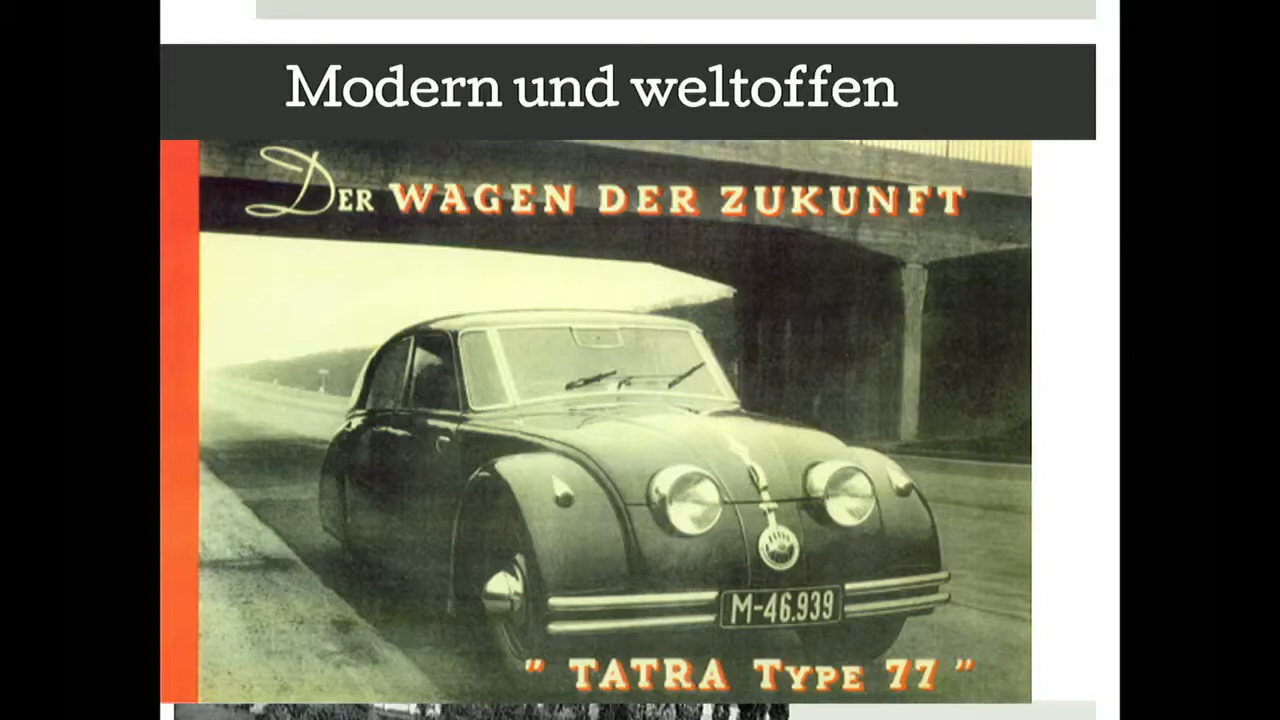 Modern und weltoffen
DER WAGEN DER ZUKUNFT
M-46.939
" TATRA TYPE 77 "